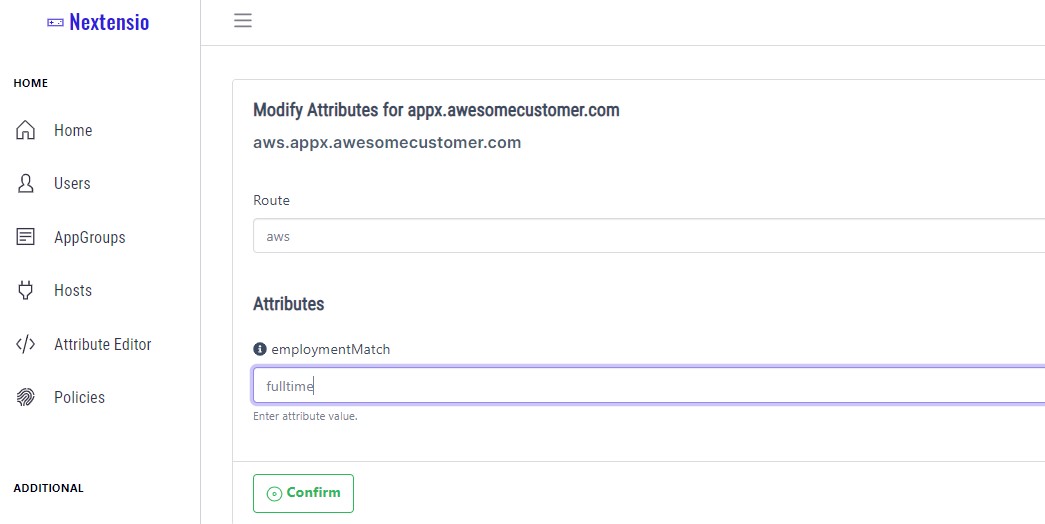 Nextensio
HOME
Home
Users
AppGroups
Hosts
Attribute Editor
Policies
ADDITIONAL
Modify Attributes for appx.awesomecustomer.com
aws.appx.awesomecustomer.com
Route
aws
Attributes
employmentMatch
fulltime
Enter attribute value.
Confirm